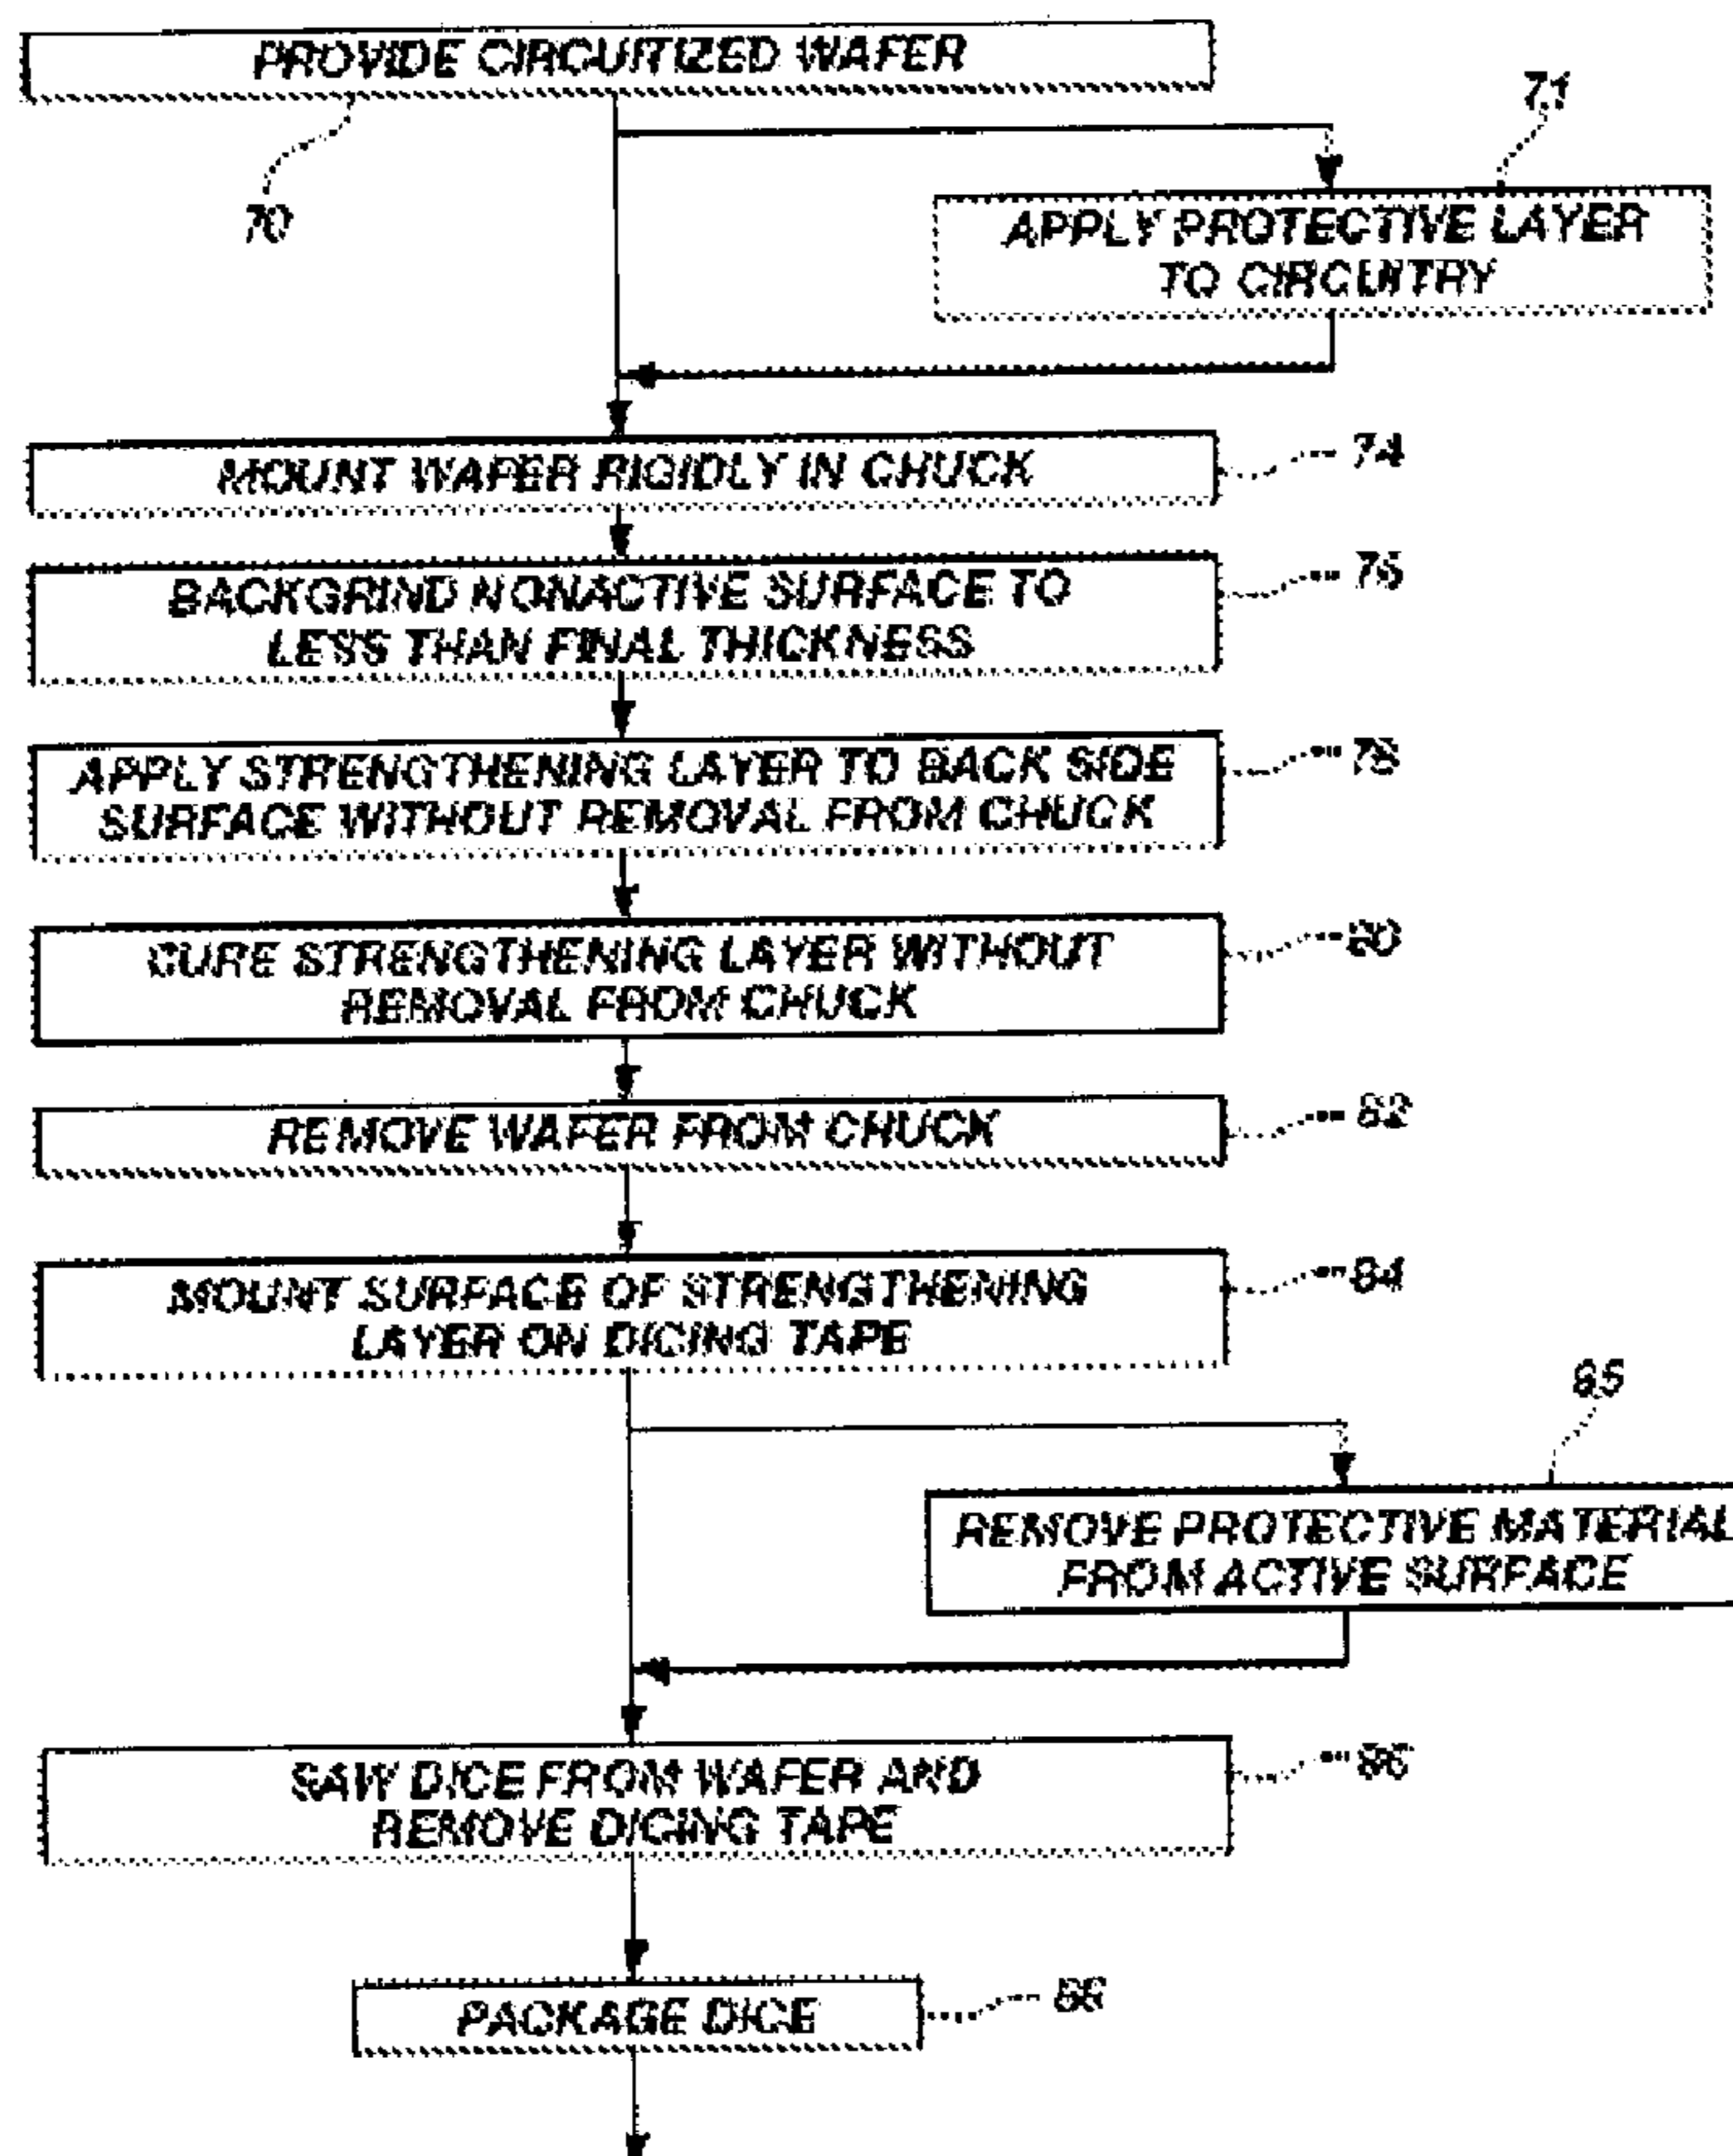 PROVIDE CIRCUITIZED WAFER
70
71
APPLY PROTECTIVE LAYER
TO CIRCUITRY
MOUNT WAFER RIGIDLY IN CHUCK
74
BACKGRIND NONACTIVE SURFACE TO
LESS THAN FINAL THICKNESS
76
APPLY STRENGTHENING LAYER TO BACK SIDE
SURFACE WITHOUT REMOVAL FROM CHUCK
78
CURE STRENGTHENING LAYER WITHOUT
REMOVAL FROM CHUCK
80
REMOVE WAFER FROM CHUCK
82
MOUNT SURFACE OF STRENGTHENING
LAYER ON DICING TAPE
84
85
REMOVE PROTECTIVE MATERIAL
FROM ACTIVE SURFACE
SAW DICE FROM WAFER AND
REMOVE DICING TAPE
86
PACKAGE DICE
88